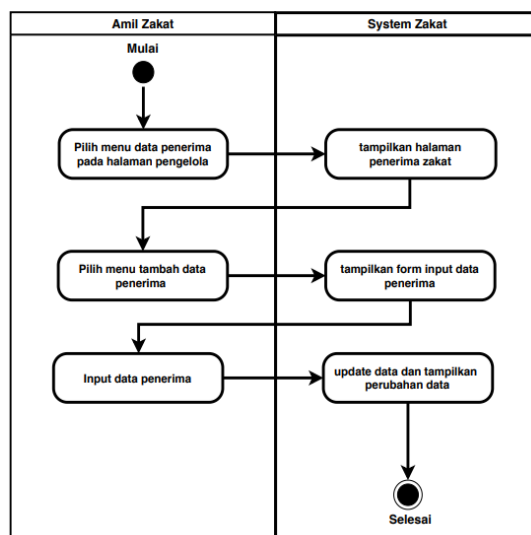 Amil Zakat
System Zakat
Mulai
Pilih menu data penerima
pada halaman pengelola
tampilkan halaman
penerima zakat
Pilih menu tambah data
penerima
tampilkan form input data
penerima
Input data penerima
update data dan tampilkan
perubahan data
Selesai